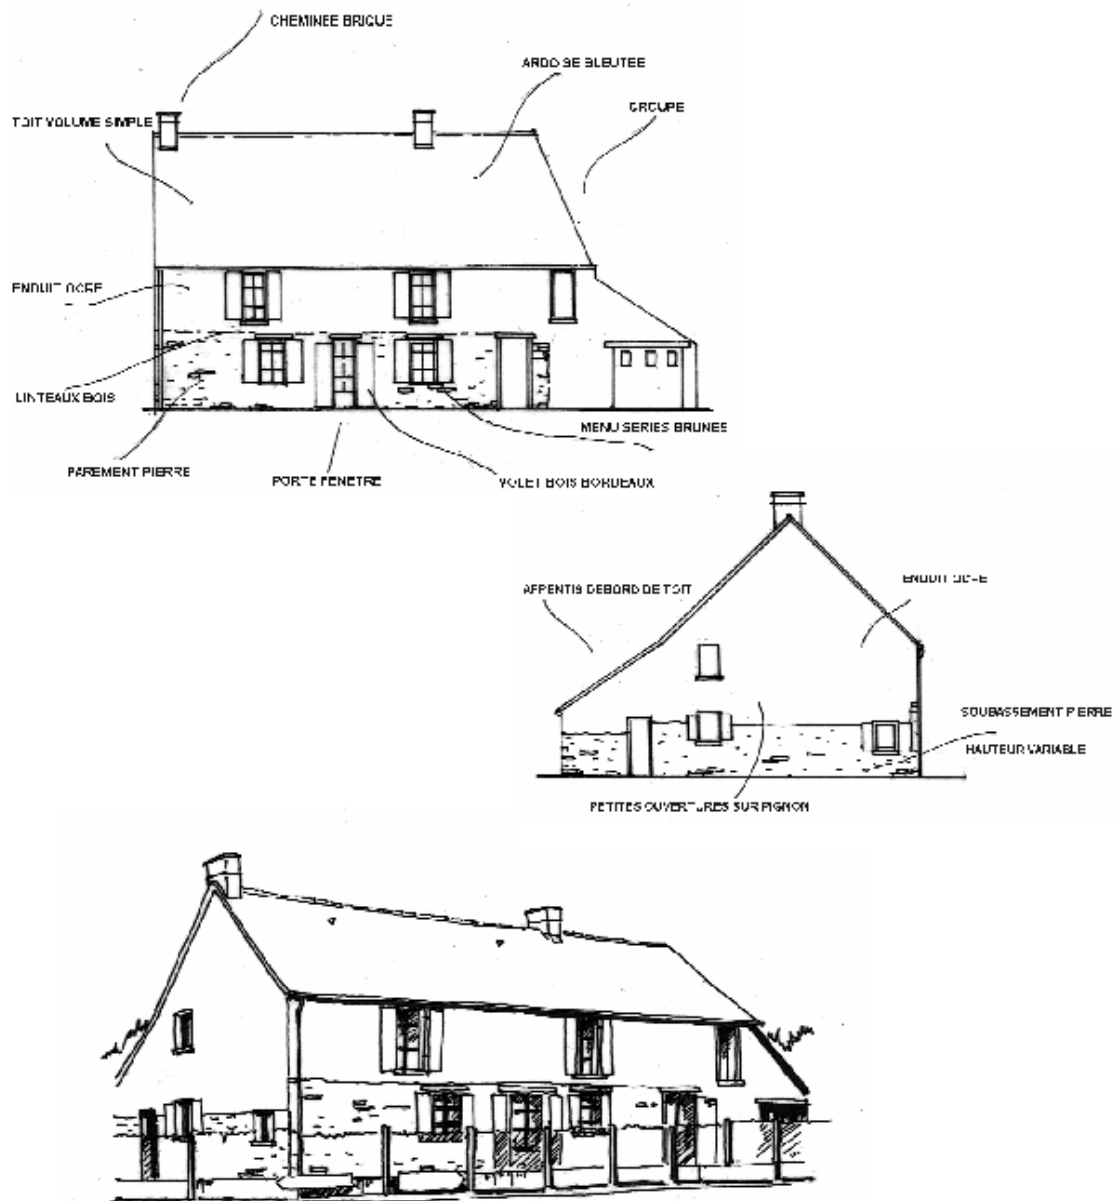 CHEMINEE BRIQUE
ARDOISE BLEUTEE
CROUPE
TOIT VOLUME SIMPLE
ENDUIT OCRE
LINTEAUX BOIS
MENUISERIES BRUNES
PAREMENT PIERRE
PORTE FENETRE
VOLET BOIS BORDEAUX
APPENTIS DEBORD DE TOIT
ENDUIT OCRE
SOUBASSEMENT PIERRE
HAUTEUR VARIABLE
PETITES OUVERTURES SUR PIGNON